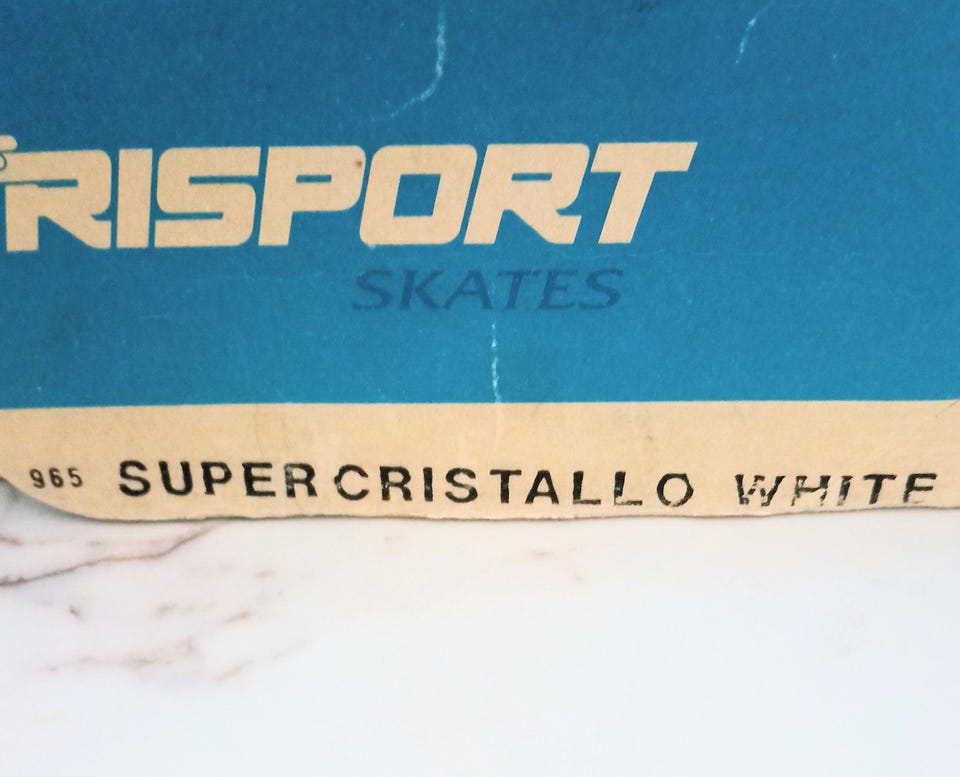 RISPORT
SKATES
965 SUPERCRISTALLO WHITE